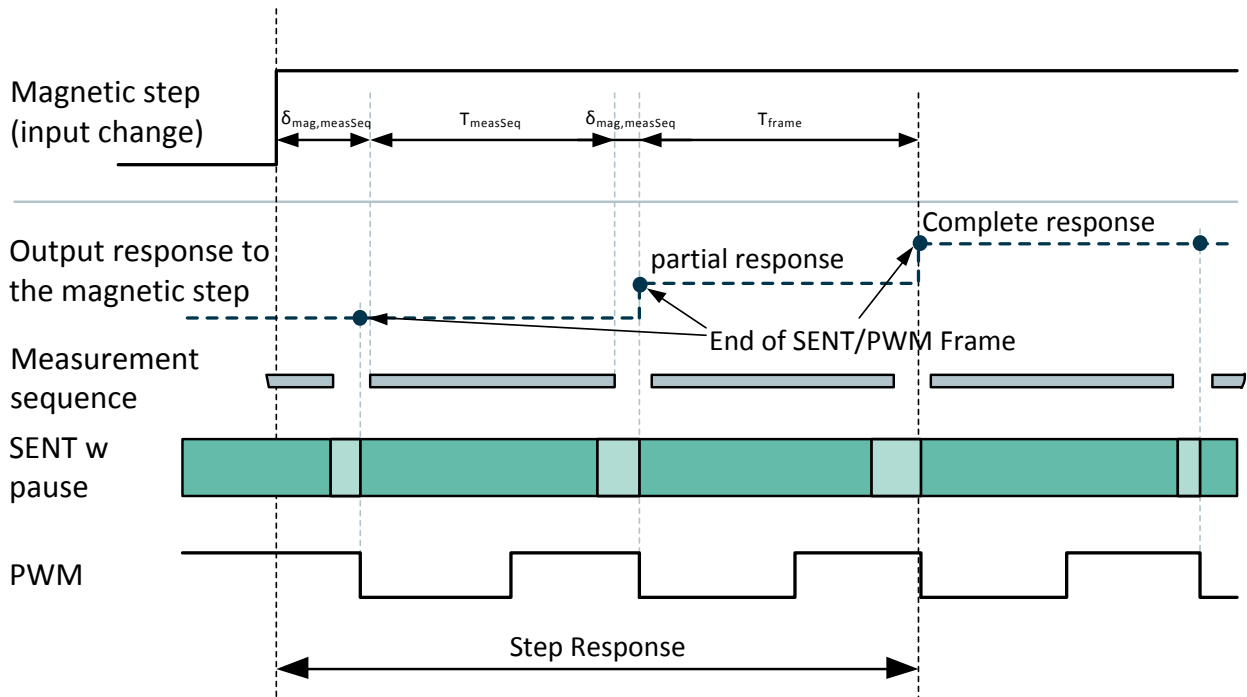 Magnetic step
(input change)
δmag,measSeq
TmeasSeq
δmag,measSeq
Tframe
Output response to
the magnetic step
partial response
Complete response
End of SENT/PWM Frame
Measurement
sequence
SENT w
pause
PWM
Step Response